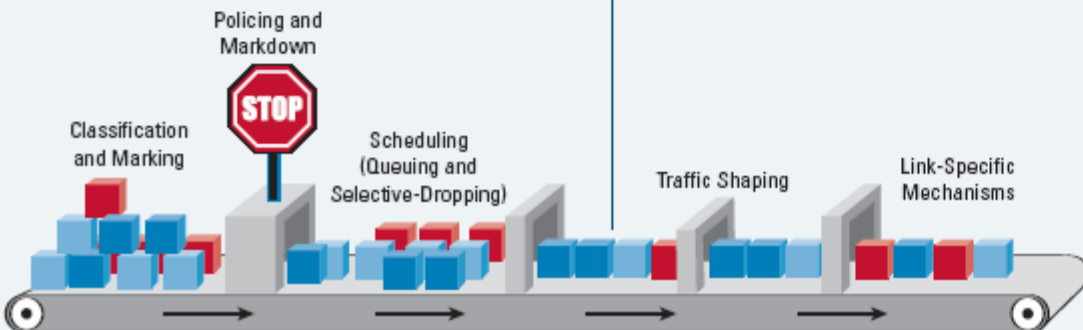 Policing and
Markdown
STOP
Classification
and Marking
Scheduling
(Queuing and
Selective-Dropping)
Traffic Shaping
Link-Specific
Mechanisms